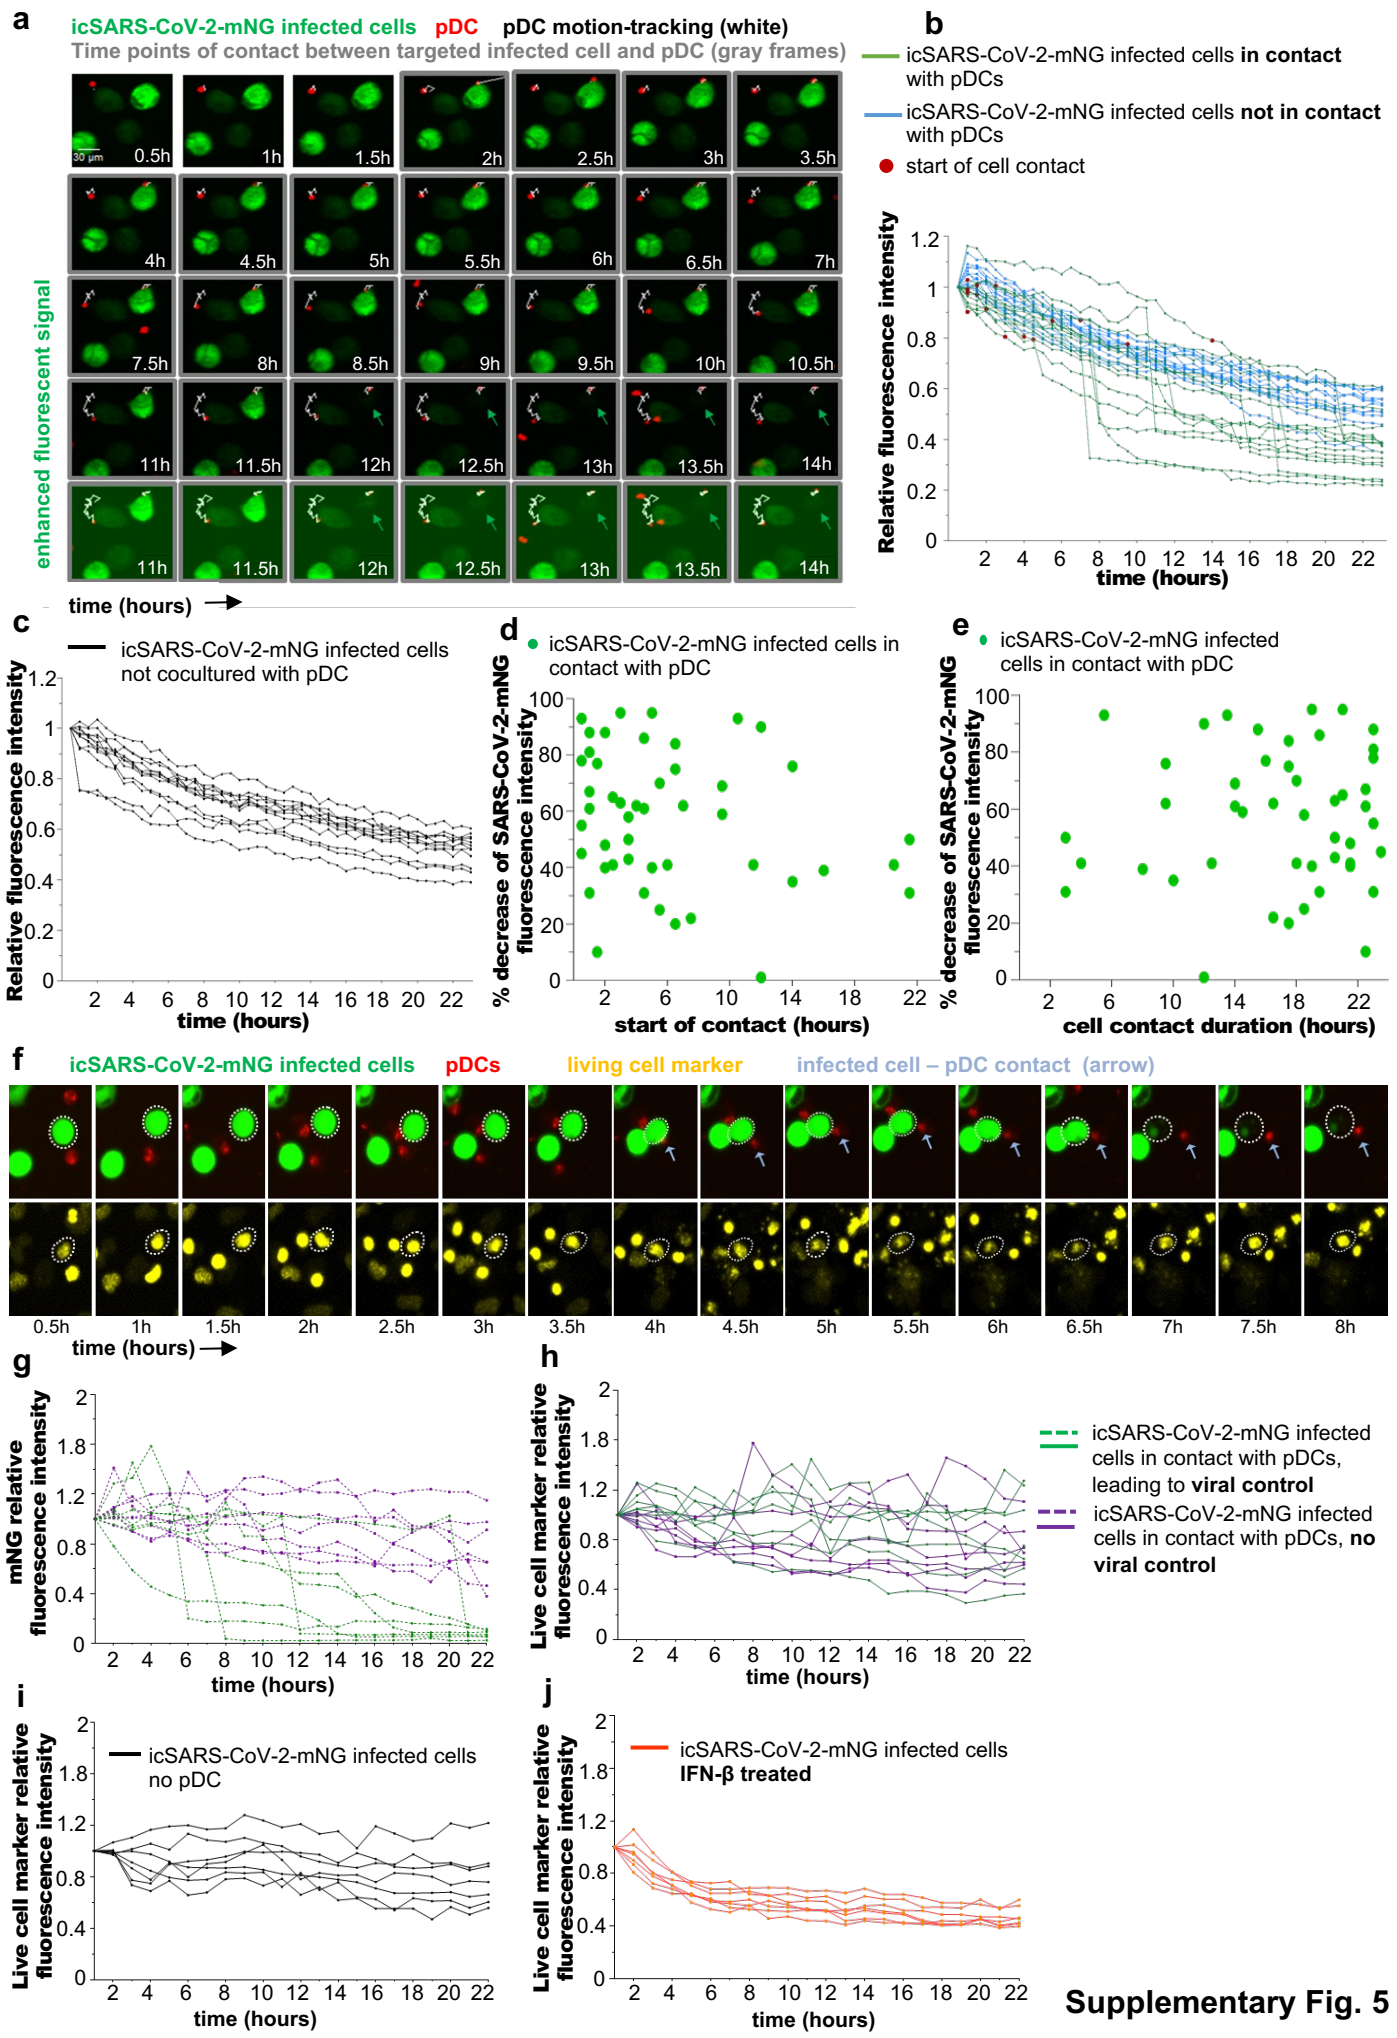 a
icSARS-CoV-2-mNG infected cells pDC pDC motion-tracking (white)
Time points of contact between targeted infected cell and pDC (gray frames)
30 µm
0.5h 1h 1.5h 2h 2.5h 3h 3.5h
4h 4.5h 5h 5.5h 6h 6.5h 7h
7.5h 8h 8.5h 9h 9.5h 10h 10.5h
11h 11.5h 12h 12.5h 13h 13.5h 14h
11h 11.5h 12h 12.5h 13h 13.5h 14h
enhanced fluorescent signal
time (hours)
b
icSARS-CoV-2-mNG infected cells in contact
with pDCs
icSARS-CoV-2-mNG infected cells not in contact
with pDCs
start of cell contact
Relative fluorescence intensity
1.2
1
0.8
0.6
0.4
0.2
0
2 4 6 8 10 12 14 16 18 20 22
time (hours)
c
icSARS-CoV-2-mNG infected cells
not cocultured with pDC
Relative fluorescence intensity
1.2
1
0.8
0.6
0.4
0.2
0
2 4 6 8 10 12 14 16 18 20 22
time (hours)
d
icSARS-CoV-2-mNG infected cells in
contact with pDC
% decrease of SARS-CoV-2-mNG
fluorescence intensity
100
80
60
40
20
0
2 6 10 14 18 22
start of contact (hours)
e
icSARS-CoV-2-mNG infected
cells in contact with pDC
% decrease of SARS-CoV-2-mNG
fluorescence intensity
100
80
60
40
20
0
2 6 10 14 18 22
cell contact duration (hours)
f
icSARS-CoV-2-mNG infected cells pDCs living cell marker infected cell – pDC contact (arrow)
0.5h 1h 1.5h 2h 2.5h 3h 3.5h 4h 4.5h 5h 5.5h 6h 6.5h 7h 7.5h 8h
time (hours)
g
mNG relative
fluorescence intensity
2
1.8
1.2
0.8
0.4
0
2 4 6 8 10 12 14 16 18 20 22
time (hours)
h
Live cell marker relative
fluorescence intensity
2
1.8
1.2
0.8
0.4
0
2 4 6 8 10 12 14 16 18 20 22
time (hours)
icSARS-CoV-2-mNG infected
cells in contact with pDCs,
leading to viral control
icSARS-CoV-2-mNG infected
cells in contact with pDCs, no
viral control
i
icSARS-CoV-2-mNG infected cells
no pDC
Live cell marker relative
fluorescence intensity
2
1.8
1.2
0.8
0.4
0
2 4 6 8 10 12 14 16 18 20 22
time (hours)
j
icSARS-CoV-2-mNG infected cells
IFN-β treated
Live cell marker relative
fluorescence intensity
2
1.8
1.2
0.8
0.4
0
2 4 6 8 10 12 14 16 18 20 22
time (hours)
Supplementary Fig. 5